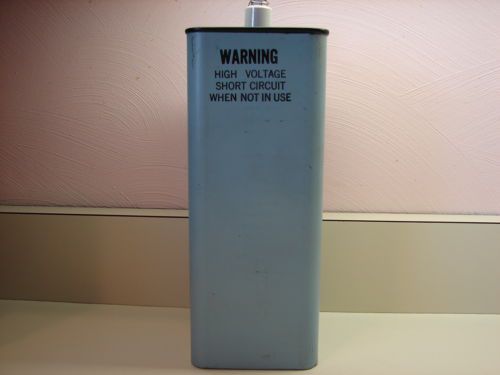 WARNING
HIGH VOLTAGE
SHORT CIRCUIT
WHEN NOT IN USE